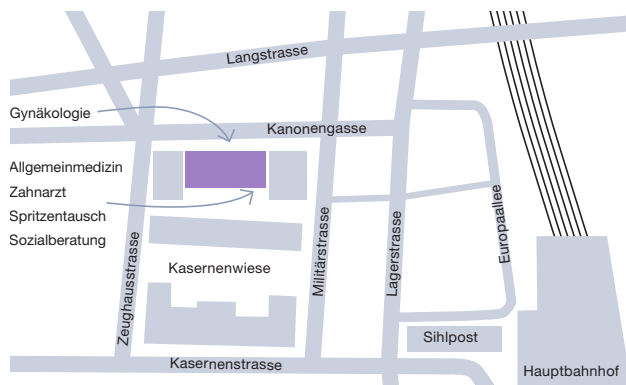 Langstrasse
Gynäkologie
Kanonengasse
Allgemeinmedizin
Zahnarzt
Spritzentausch
Sozialberatung
Zeughausstrasse
Militärstrasse
Lagerstrasse
Europaallee
Kasernenwiese
Sihlpost
Kasernenstrasse
Hauptbahnhof